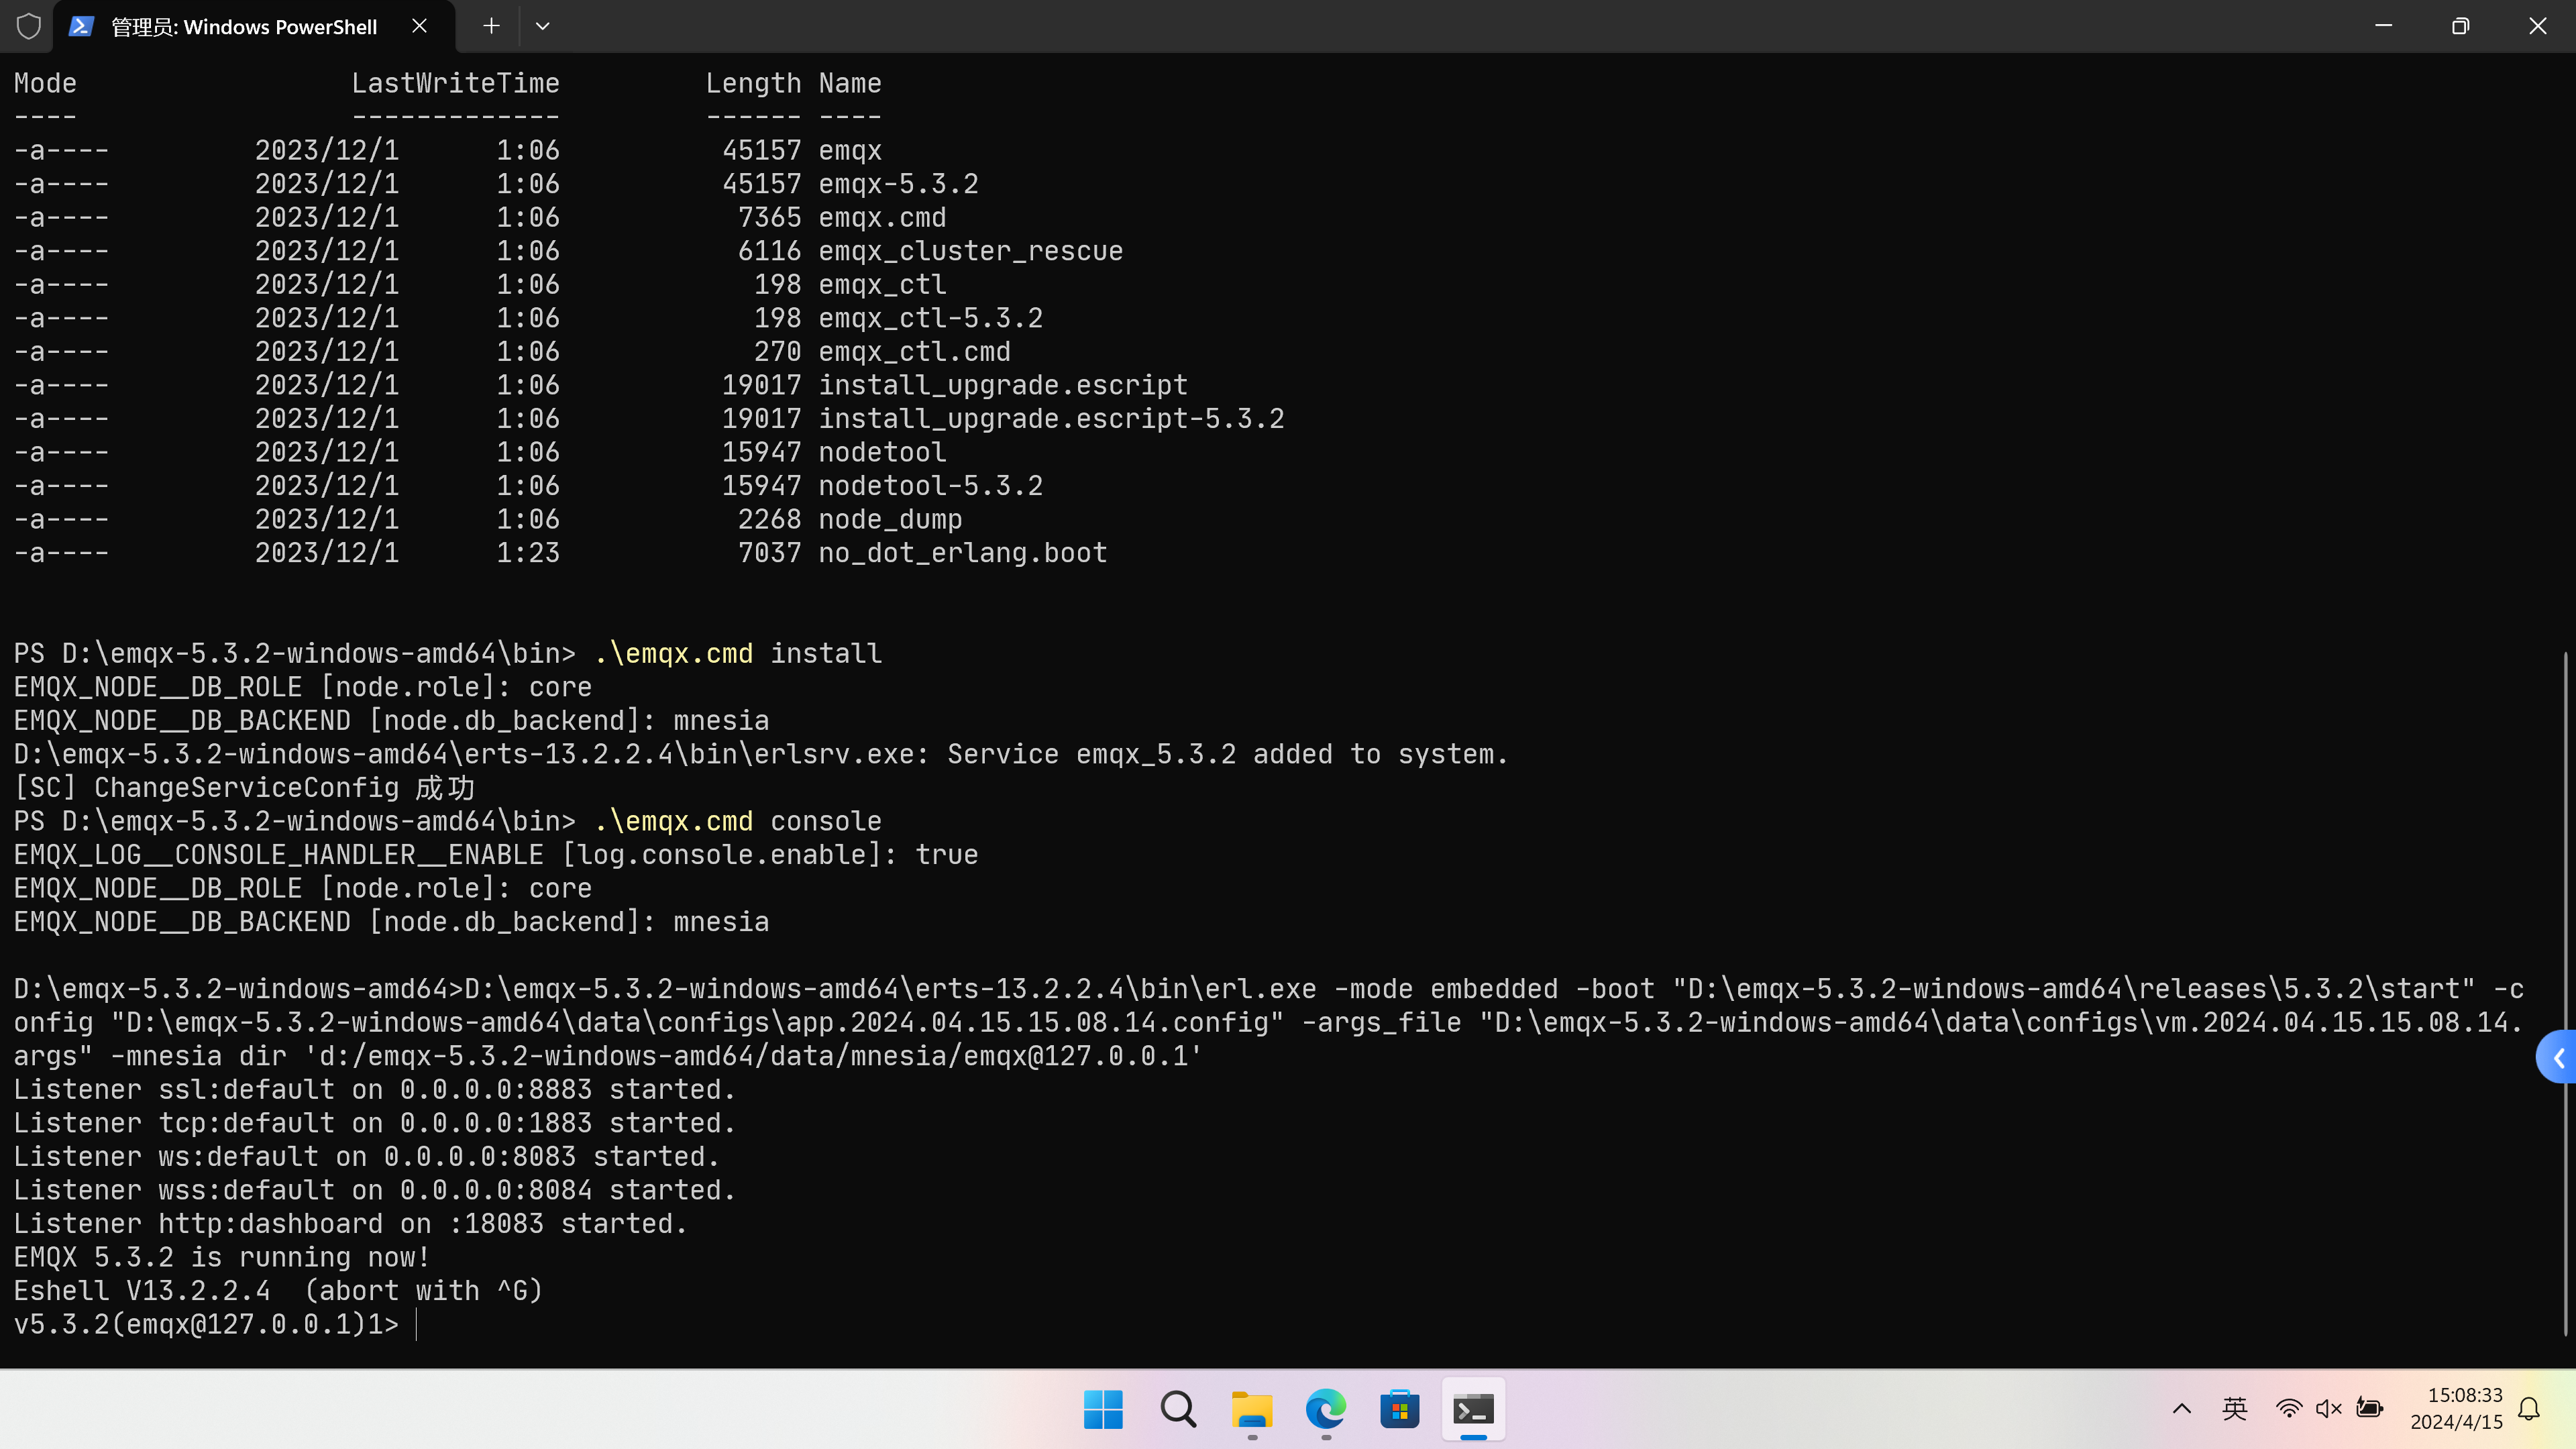 管理员: Windows PowerShell
Mode                 LastWriteTime         Length Name
----                 -------------         ------ ----
-a----         2023/12/1      1:06          45157 emqx
-a----         2023/12/1      1:06          45157 emqx-5.3.2
-a----         2023/12/1      1:06           7365 emqx.cmd
-a----         2023/12/1      1:06           6116 emqx_cluster_rescue
-a----         2023/12/1      1:06            198 emqx_ctl
-a----         2023/12/1      1:06            198 emqx_ctl-5.3.2
-a----         2023/12/1      1:06            270 emqx_ctl.cmd
-a----         2023/12/1      1:06          19017 install_upgrade.escript
-a----         2023/12/1      1:06          19017 install_upgrade.escript-5.3.2
-a----         2023/12/1      1:06          15947 nodetool
-a----         2023/12/1      1:06          15947 nodetool-5.3.2
-a----         2023/12/1      1:06           2268 node_dump
-a----         2023/12/1      1:23           7037 no_dot_erlang.boot
PS D:\emqx-5.3.2-windows-amd64\bin> .\emqx.cmd install
EMQX_NODE__DB_ROLE [node.role]: core
EMQX_NODE__DB_BACKEND [node.db_backend]: mnesia
D:\emqx-5.3.2-windows-amd64\erts-13.2.2.4\bin\erlsrv.exe: Service emqx_5.3.2 added to system.
[SC] ChangeServiceConfig 成功
PS D:\emqx-5.3.2-windows-amd64\bin> .\emqx.cmd console
EMQX_LOG__CONSOLE_HANDLER__ENABLE [log.console.enable]: true
EMQX_NODE__DB_ROLE [node.role]: core
EMQX_NODE__DB_BACKEND [node.db_backend]: mnesia
D:\emqx-5.3.2-windows-amd64>D:\emqx-5.3.2-windows-amd64\erts-13.2.2.4\bin\erl.exe -mode embedded -boot "D:\emqx-5.3.2-windows-amd64\releases\5.3.2\start" -c
onfig "D:\emqx-5.3.2-windows-amd64\data\configs\app.2024.04.15.15.08.14.config" -args_file "D:\emqx-5.3.2-windows-amd64\data\configs\vm.2024.04.15.15.08.14.
args" -mnesia dir 'd:/emqx-5.3.2-windows-amd64/data/mnesia/emqx@127.0.0.1'
Listener ssl:default on 0.0.0.0:8883 started.
Listener tcp:default on 0.0.0.0:1883 started.
Listener ws:default on 0.0.0.0:8083 started.
Listener wss:default on 0.0.0.0:8084 started.
Listener http:dashboard on :18083 started.
EMQX 5.3.2 is running now!
Eshell V13.2.2.4  (abort with ^G)
v5.3.2(emqx@127.0.0.1)1>
英
15:08:33
2024/4/15